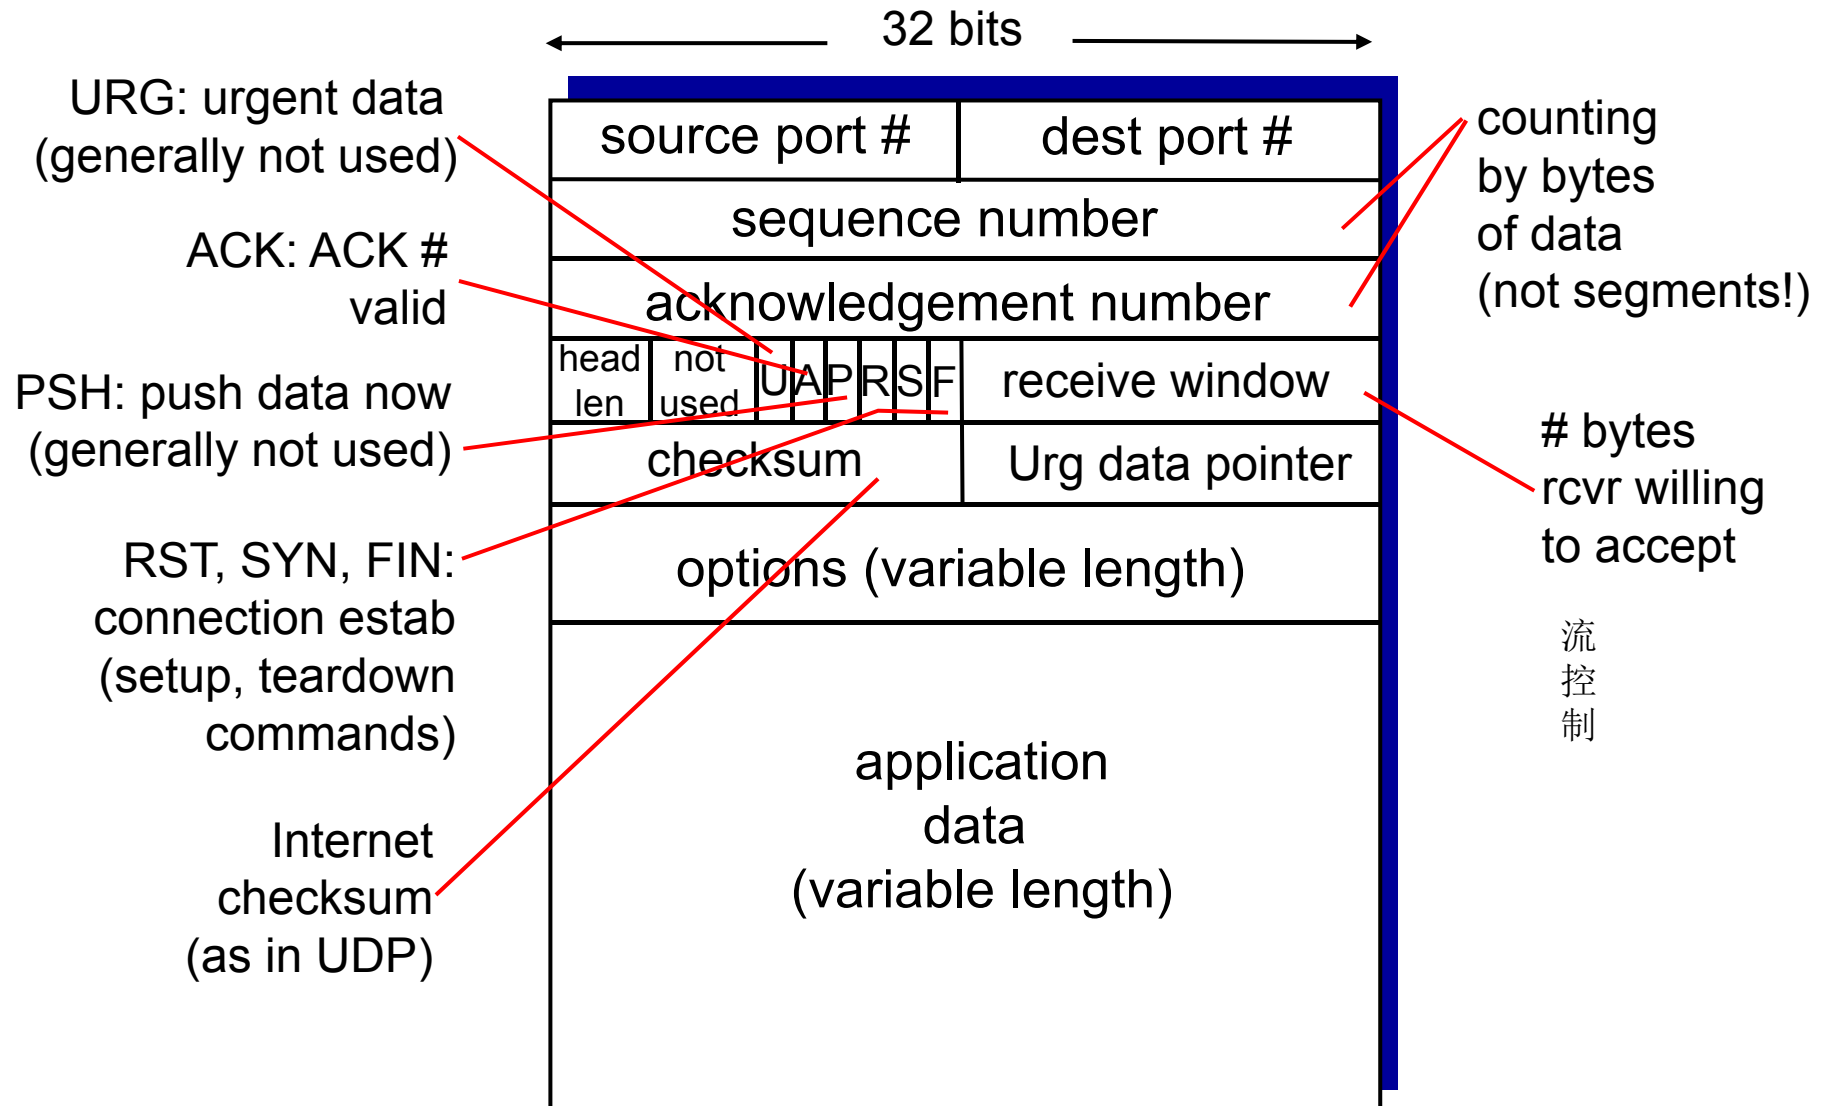 32 bits
URG: urgent data
(generally not used)
ACK: ACK #
valid
PSH: push data now
(generally not used)
RST, SYN, FIN:
connection estab
(setup, teardown
commands)
Internet
checksum
(as in UDP)
source port #
dest port #
sequence number
acknowledgement number
head
len
not
used
U
A
P
R
S
F
receive window
checksum
Urg data pointer
options (variable length)
application
data
(variable length)
counting
by bytes
of data
(not segments!)
# bytes
rcvr willing
to accept
流
控
制